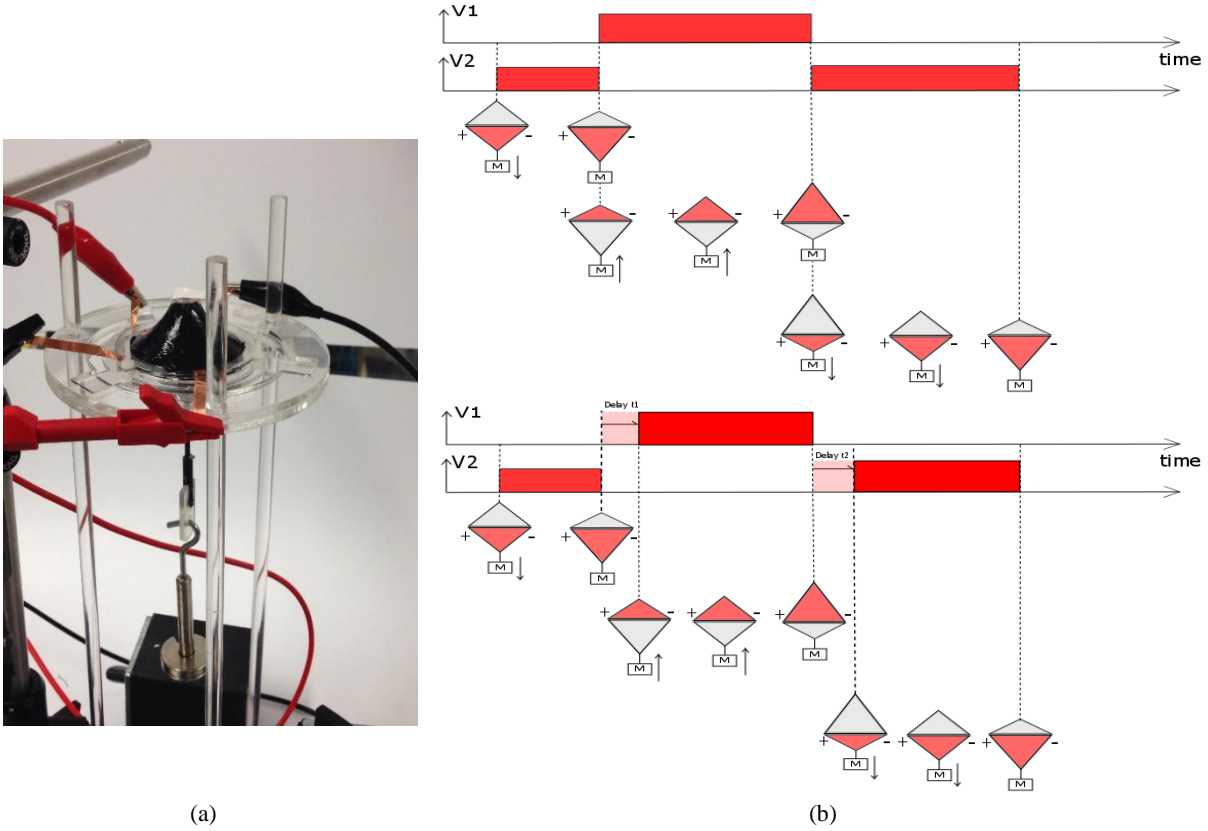 V1
V2
time
+ -
M
+ -
M
+ -
M
+ -
M
+ -
M
+ -
M
+ -
M
+ -
M
V1
Delay t1
time
V2
Delay t2
+ -
M
+ -
M
+ -
M
+ -
M
+ -
M
+ -
M
+ -
M
+ -
M
(a)
(b)